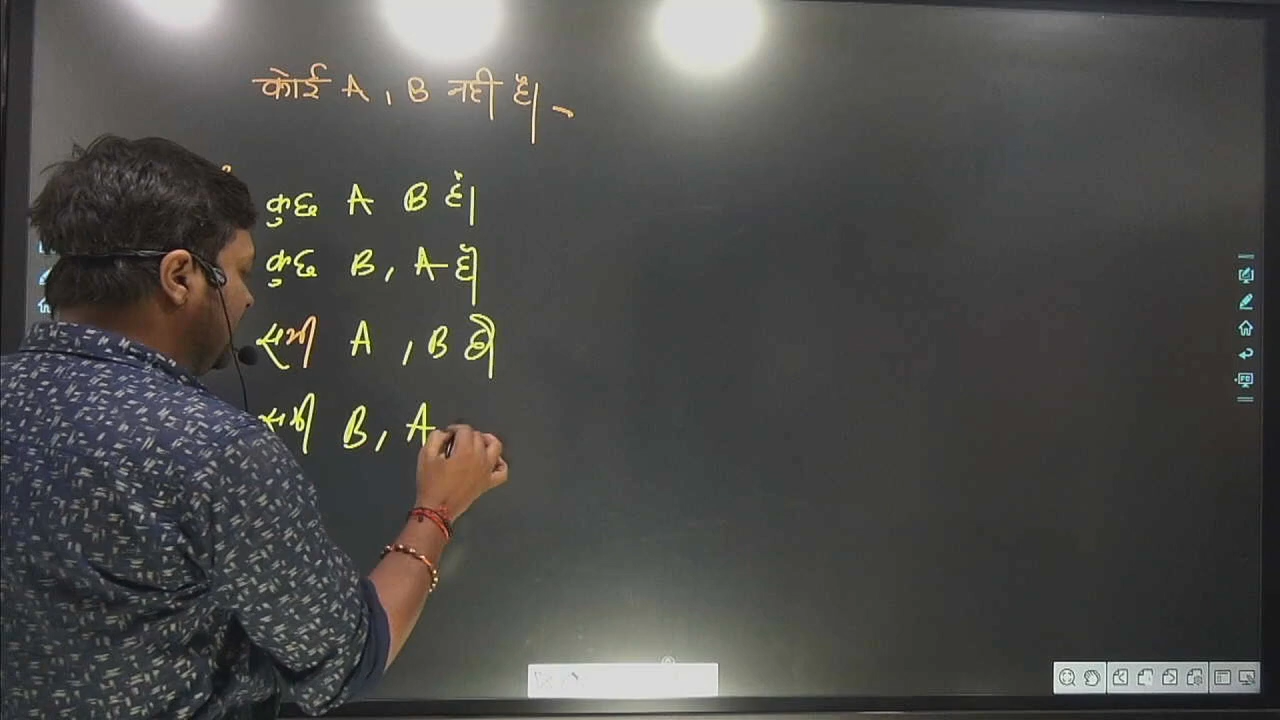 कोई A, B नही है।
कुछ A B है।
कुछ B, A है।
सभी A, B है।
सभी B, A